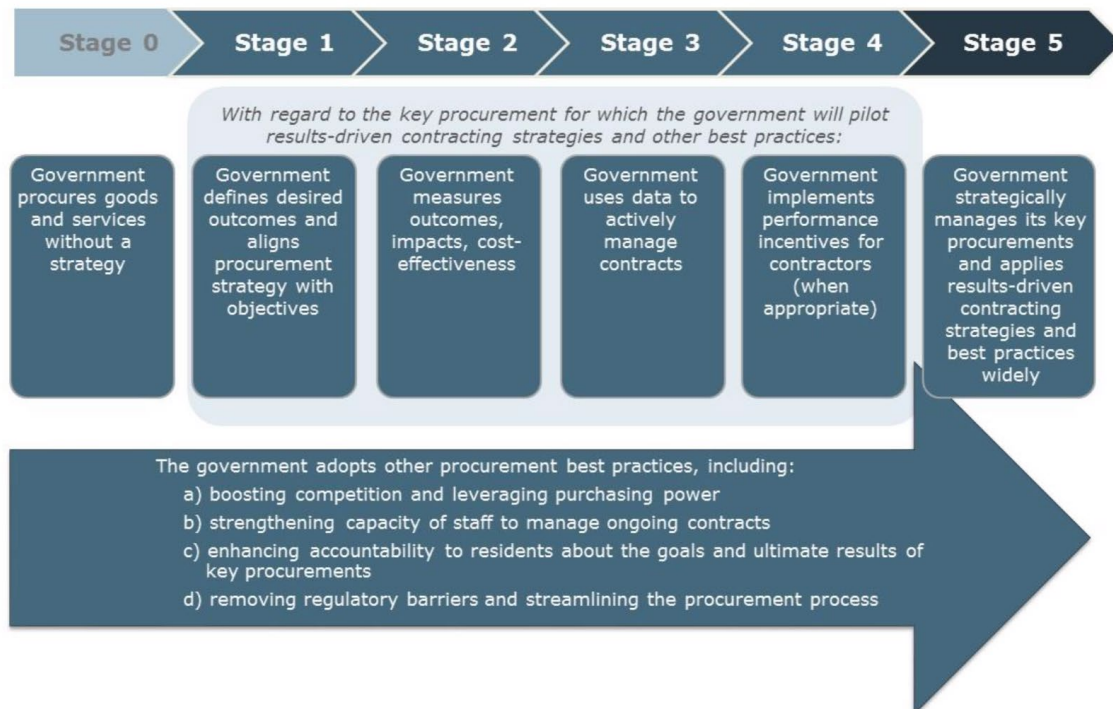 Stage 0
Stage 1
Stage 2
Stage 3
Stage 4
Stage 5
With regard to the key procurement for which the government will pilot
results-driven contracting strategies and other best practices:
Government
procures goods
and services
without a
strategy
Government
defines desired
outcomes and
aligns
procurement
strategy with
objectives
Government
measures
outcomes,
impacts, cost-
effectiveness
Government
uses data to
actively
manage
contracts
Government
implements
performance
incentives for
contractors
(when
appropriate)
Government
strategically
manages its key
procurements
and applies
results-driven
contracting
strategies and
best practices
widely
The government adopts other procurement best practices, including:
a) boosting competition and leveraging purchasing power
b) strengthening capacity of staff to manage ongoing contracts
c) enhancing accountability to residents about the goals and ultimate results of
key procurements
d) removing regulatory barriers and streamlining the procurement process